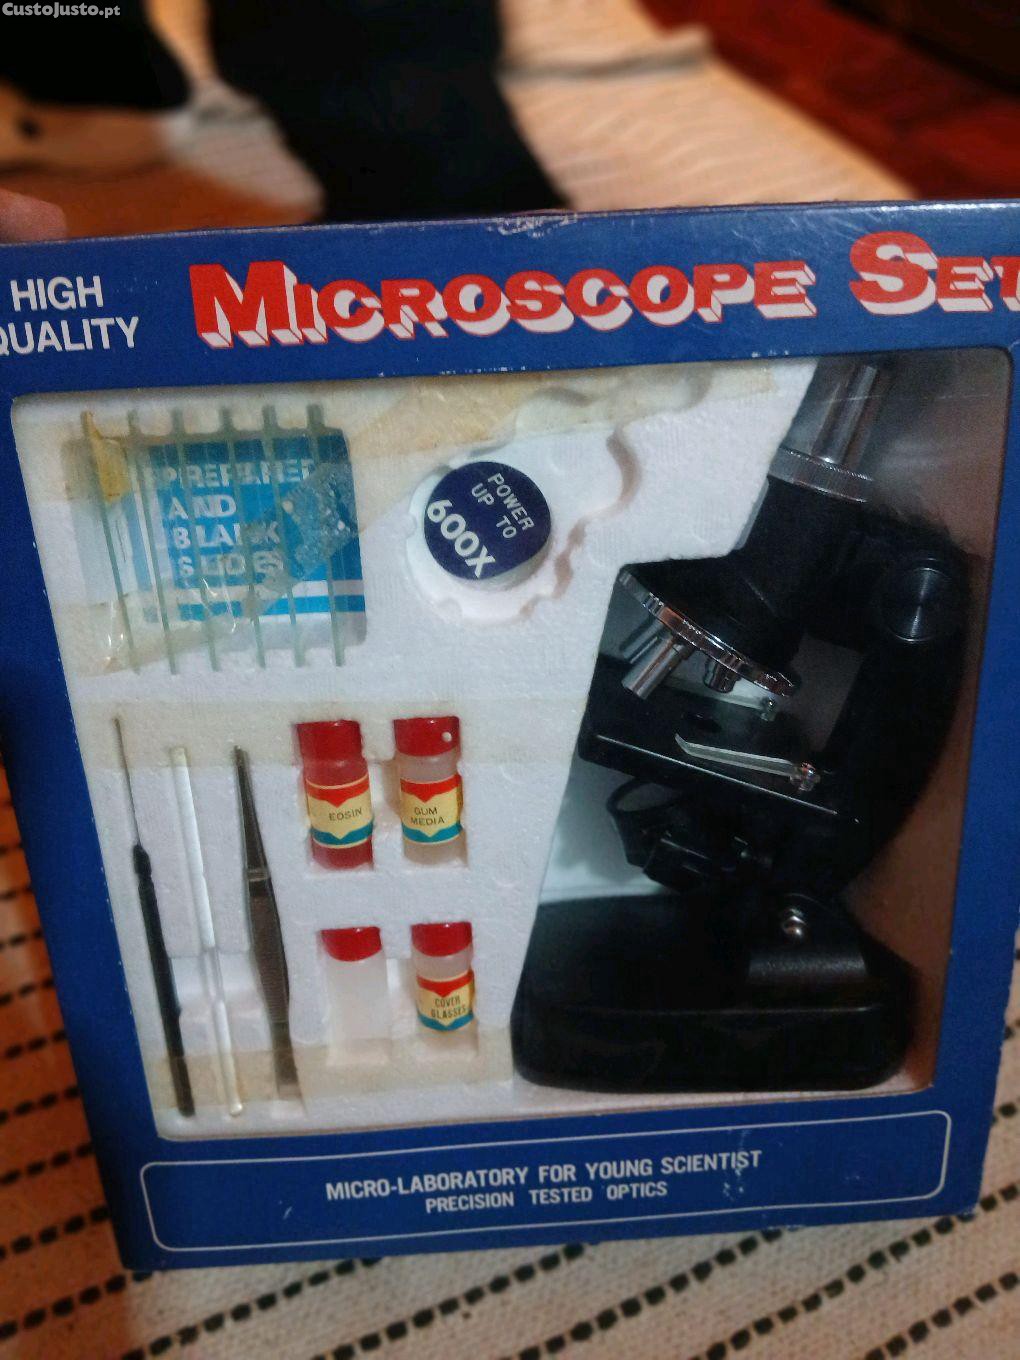 CustoJusto.pt
HIGH
QUALITY
MICROSCOPE SET
PREPARED
AND
BLANK
SLIDES
POWER
UP TO
600X
EOSIN
GUM
MEDIA
COVER
GLASSES
MICRO-LABORATORY FOR YOUNG SCIENTIST
PRECISION TESTED OPTICS